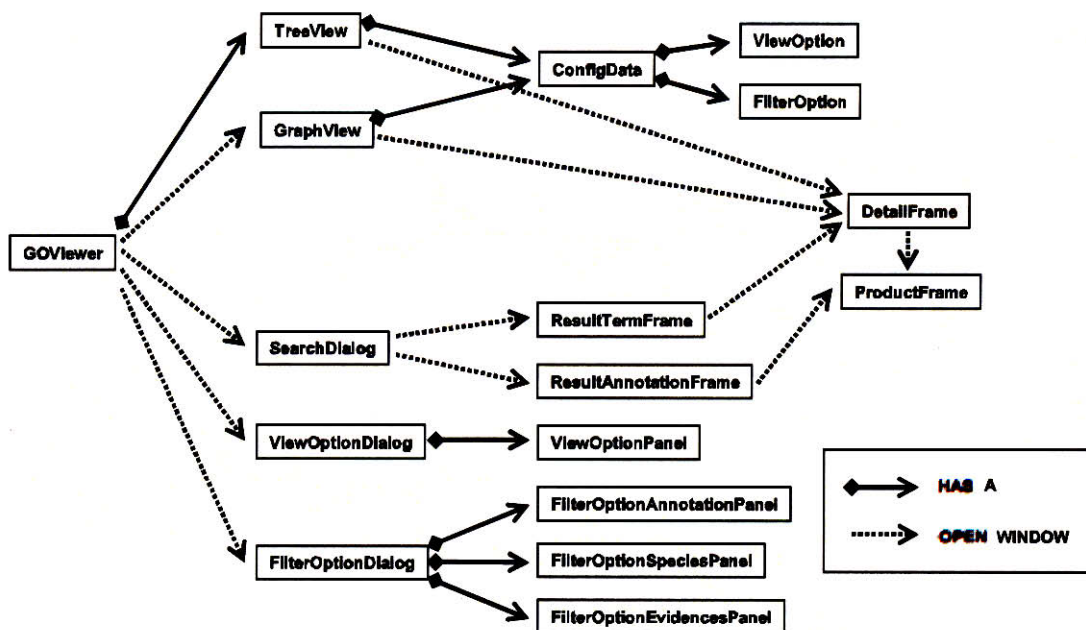 TreeView
ViewOption
ConfigData
FilterOption
GraphView
DetailFrame
GOViewer
ProductFrame
ResultTermFrame
SearchDialog
ResultAnnotationFrame
ViewOptionDialog
ViewOptionPanel
HAS A
FilterOptionAnnotationPanel
OPEN WINDOW
FilterOptionDialog
FilterOptionSpeciesPanel
FilterOptionEvidencesPanel